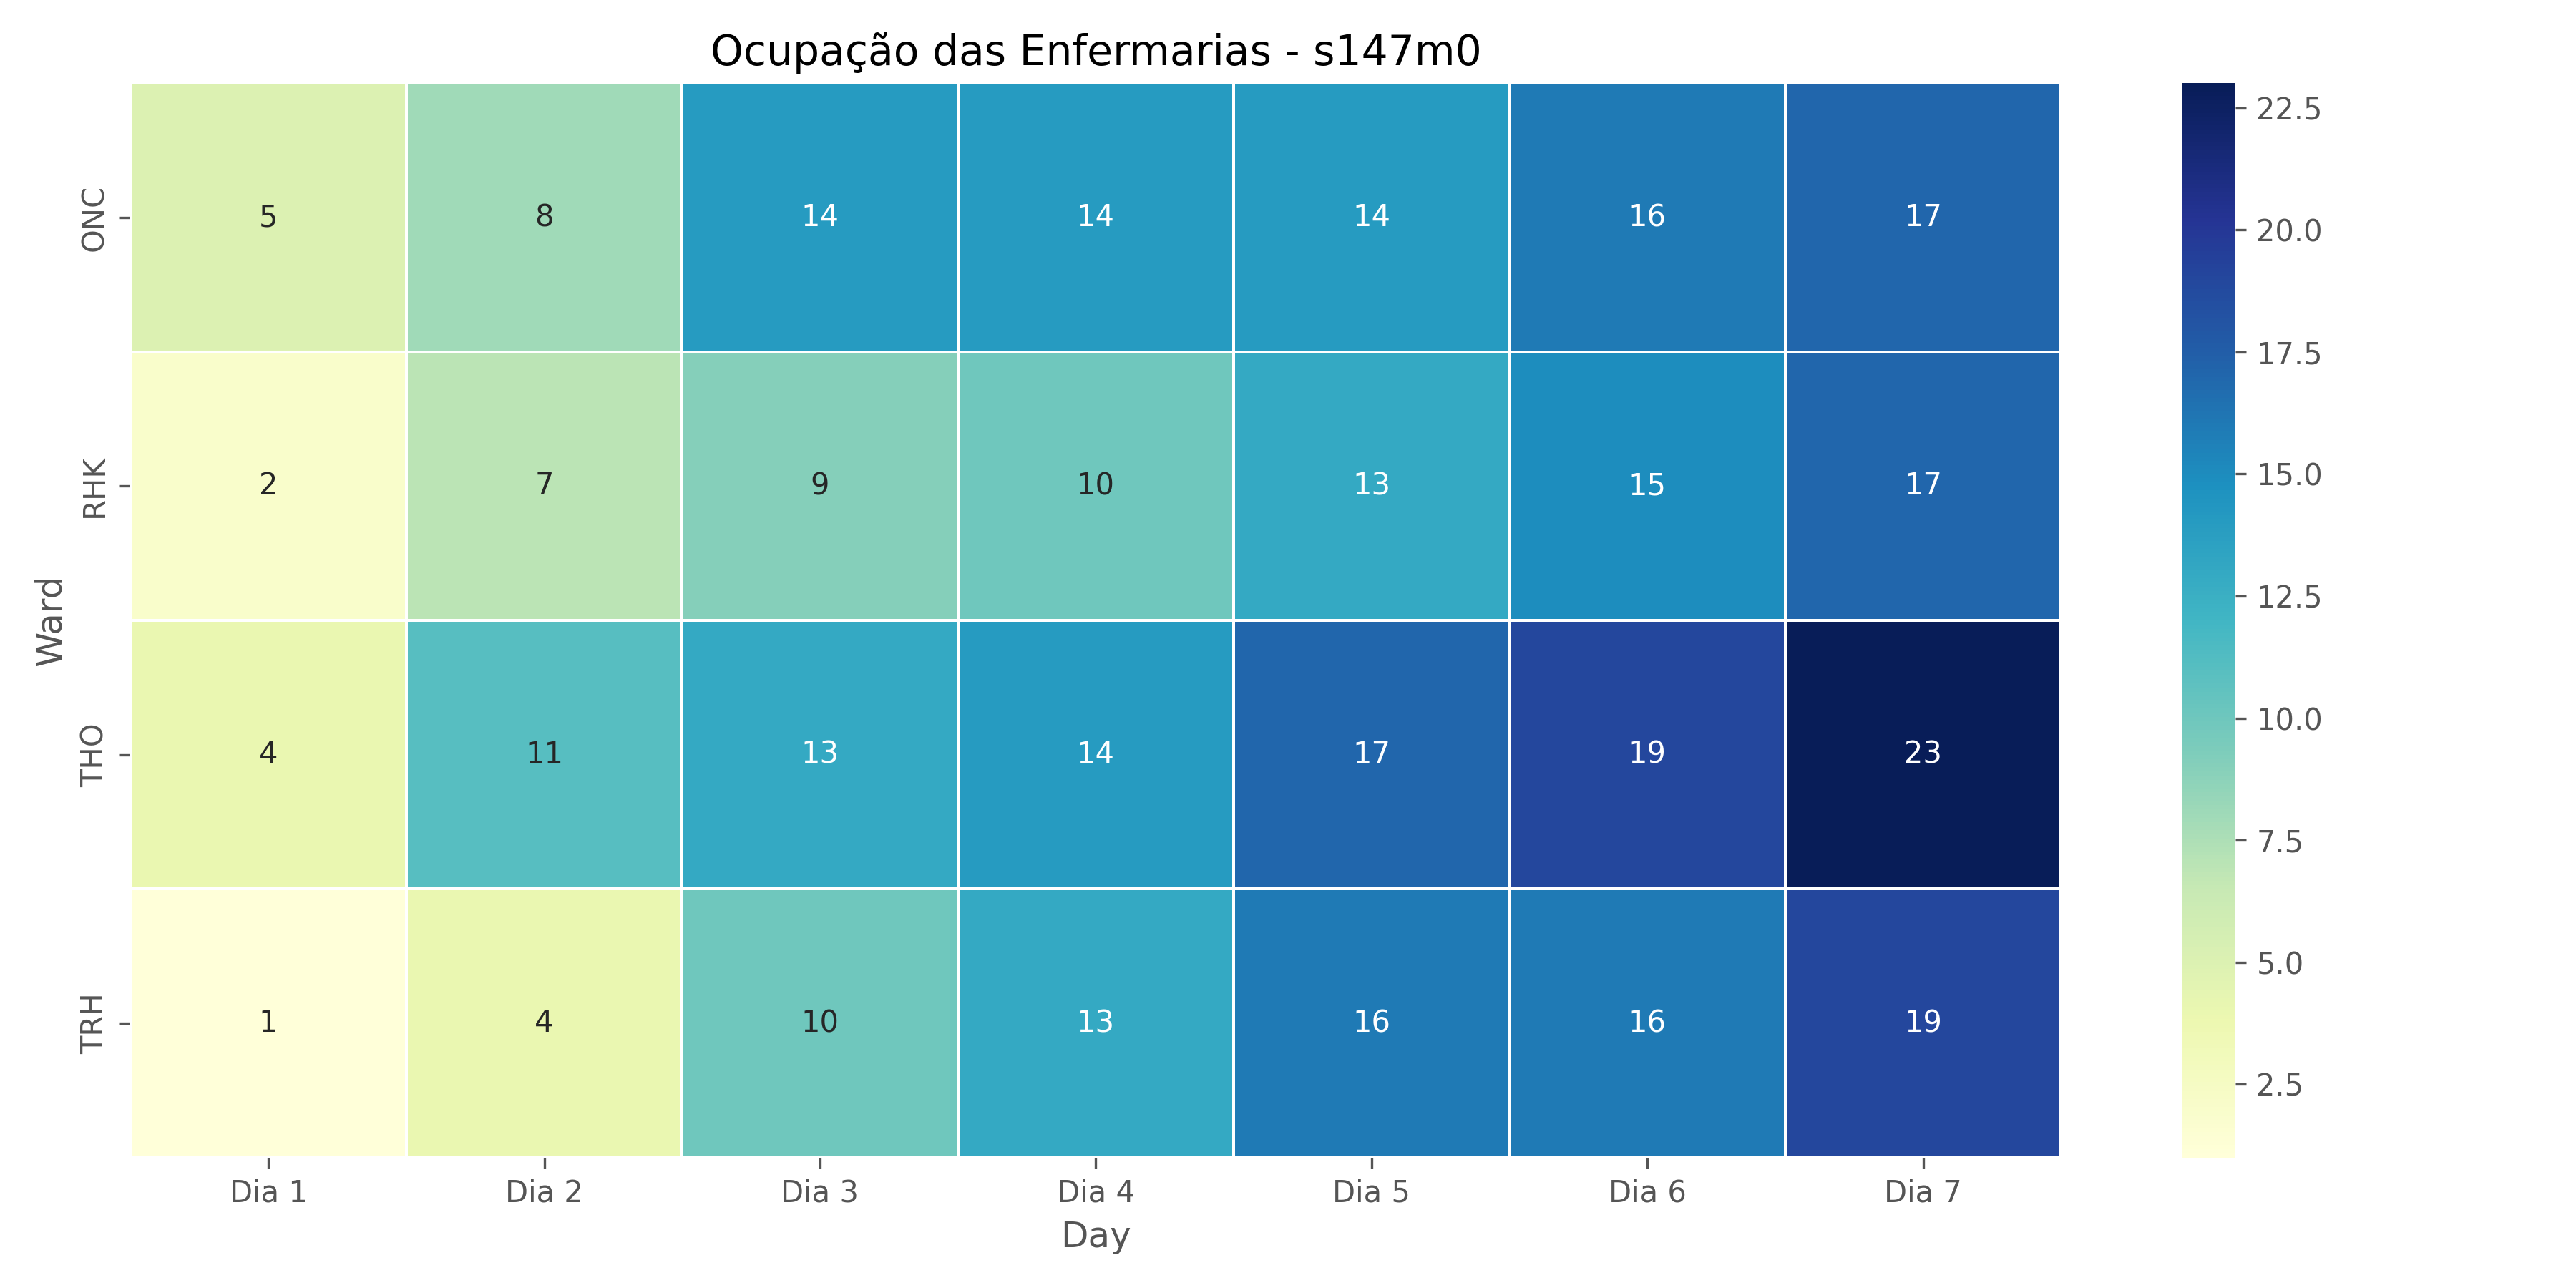 Ocupação das Enfermarias - s147m0
Ward
ONC
5 8 14 14 14 16 17
RHK
2 7 9 10 13 15 17
THO
4 11 13 14 17 19 23
TRH
1 4 10 13 16 16 19
Dia 1 Dia 2 Dia 3 Dia 4 Dia 5 Dia 6 Dia 7
Day
22.5
20.0
17.5
15.0
12.5
10.0
7.5
5.0
2.5